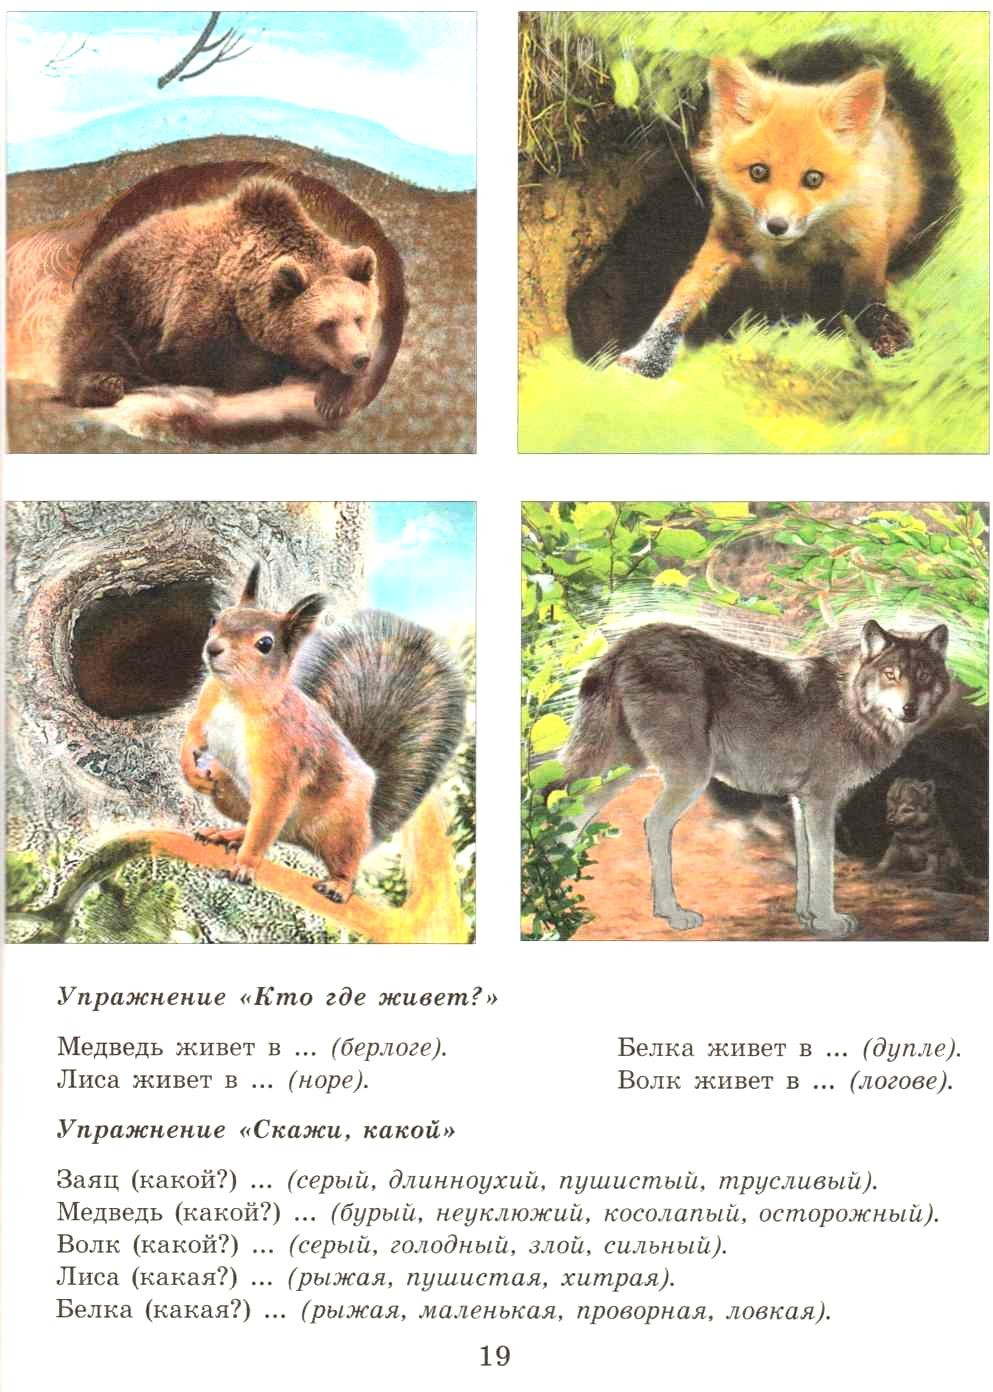 Упражнение «Кто где живет?»
Медведь живет в ... (берлоге).
Лиса живет в ... (норе).
Белка живет в ... (дупле).
Волк живет в ... (логове).
Упражнение «Скажи, какой»
Заяц (какой?) ... (серый, длинноухий, пушистый, трусливый).
Медведь (какой?) ... (бурый, неуклюжий, косолапый, осторожный).
Волк (какой?) ... (серый, голодный, злой, сильный).
Лиса (какая?) ... (рыжая, пушистая, хитрая).
Белка (какая?) ... (рыжая, маленькая, проворная, ловкая).
19